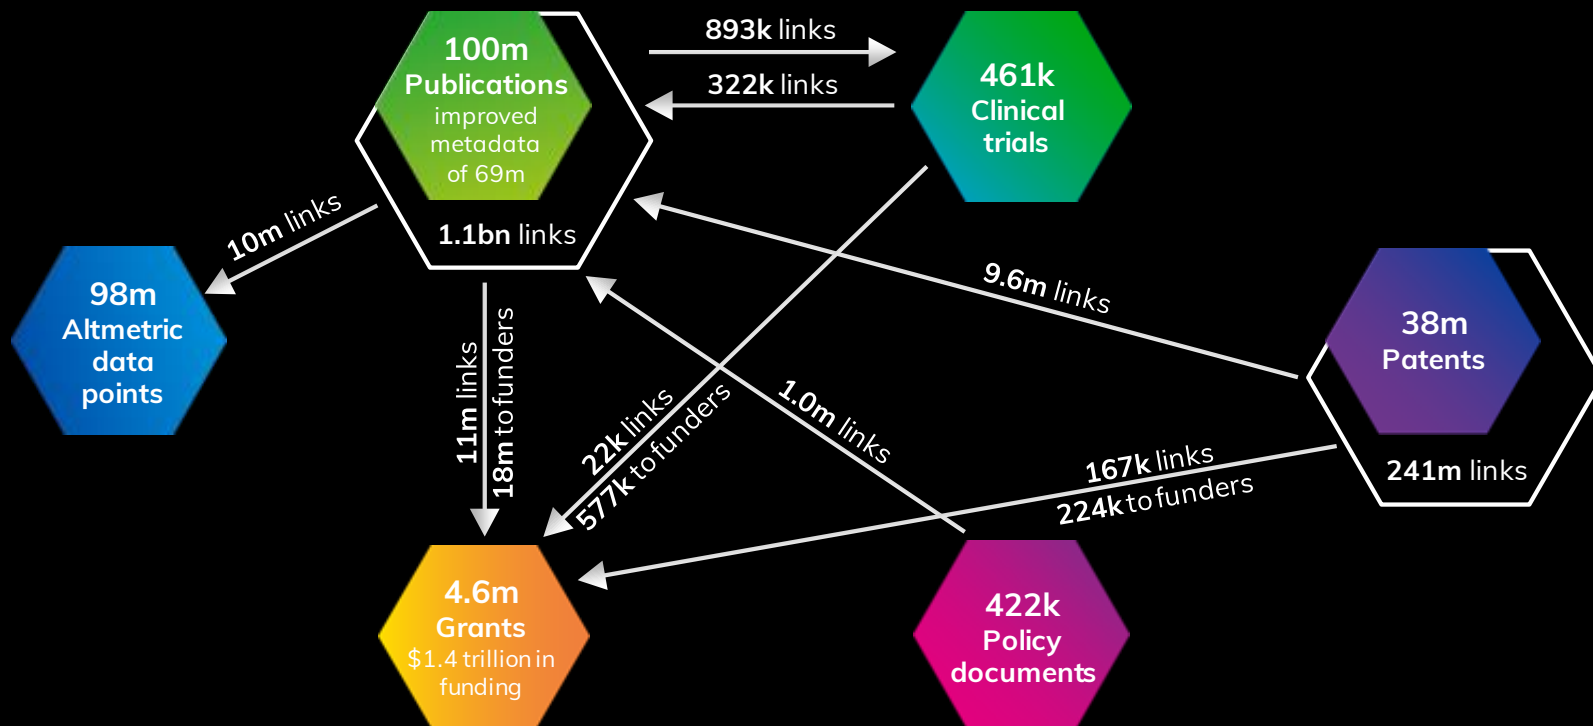 100m
Publications
improved
metadata
of 69m
1.1bn links
893k links
322k links
461k
Clinical
trials
10m links
98m
Altmetric
data
points
11m links
18m to funders
22k links
577k to funders
1.0m links
9.6m links
38m
Patents
241m links
167k links
224k to funders
4.6m
Grants
$1.4 trillion in
funding
422k
Policy
documents